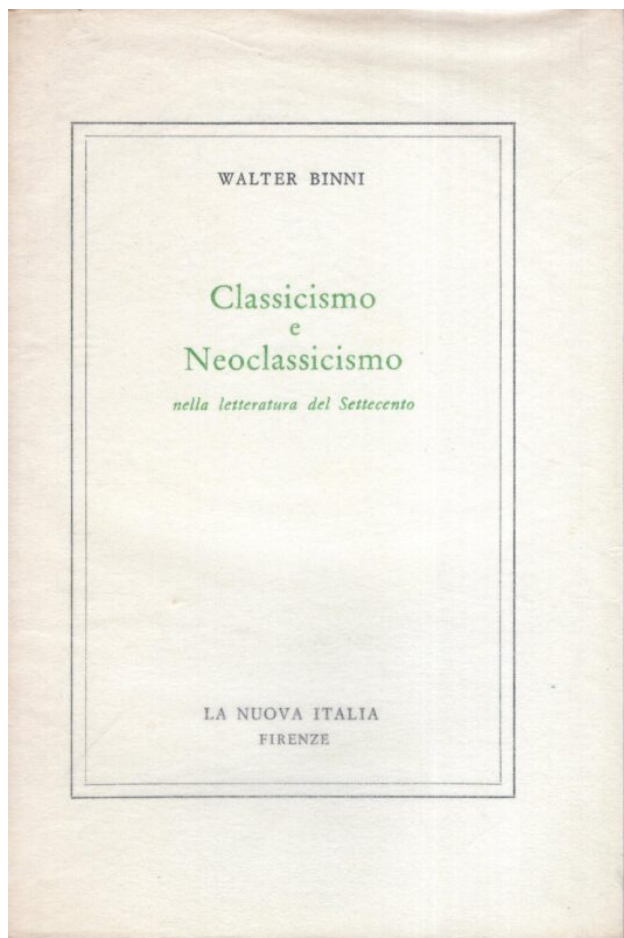 WALTER BINNI
Classicismo
e
Neoclassicismo
nella letteratura del Settecento
LA NUOVA ITALIA
FIRENZE